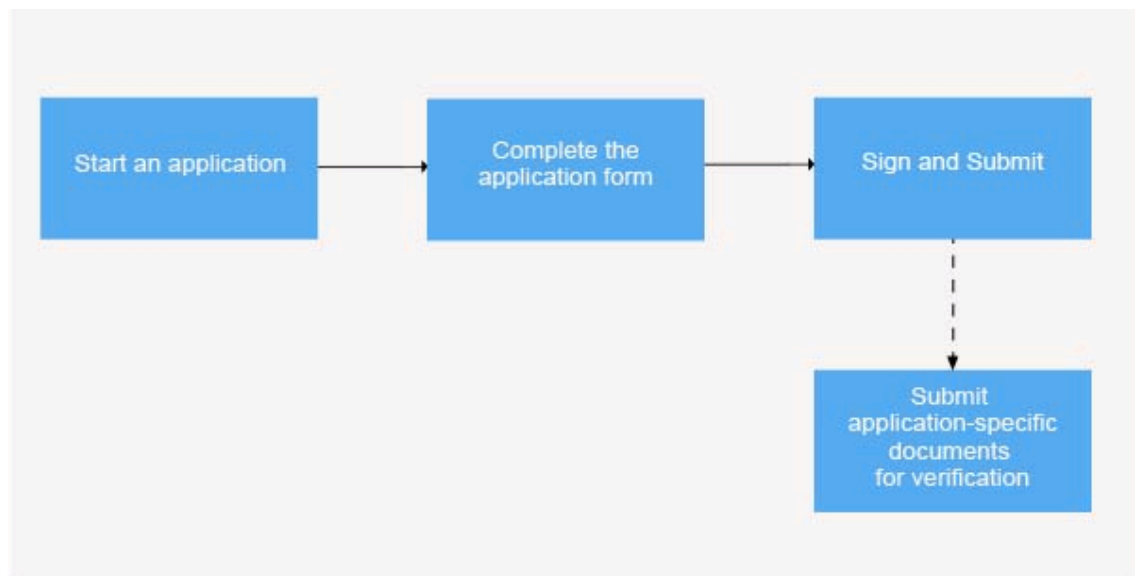 Start an application
Complete the
application form
Sign and Submit
Submit
application-specific
documents
for verification